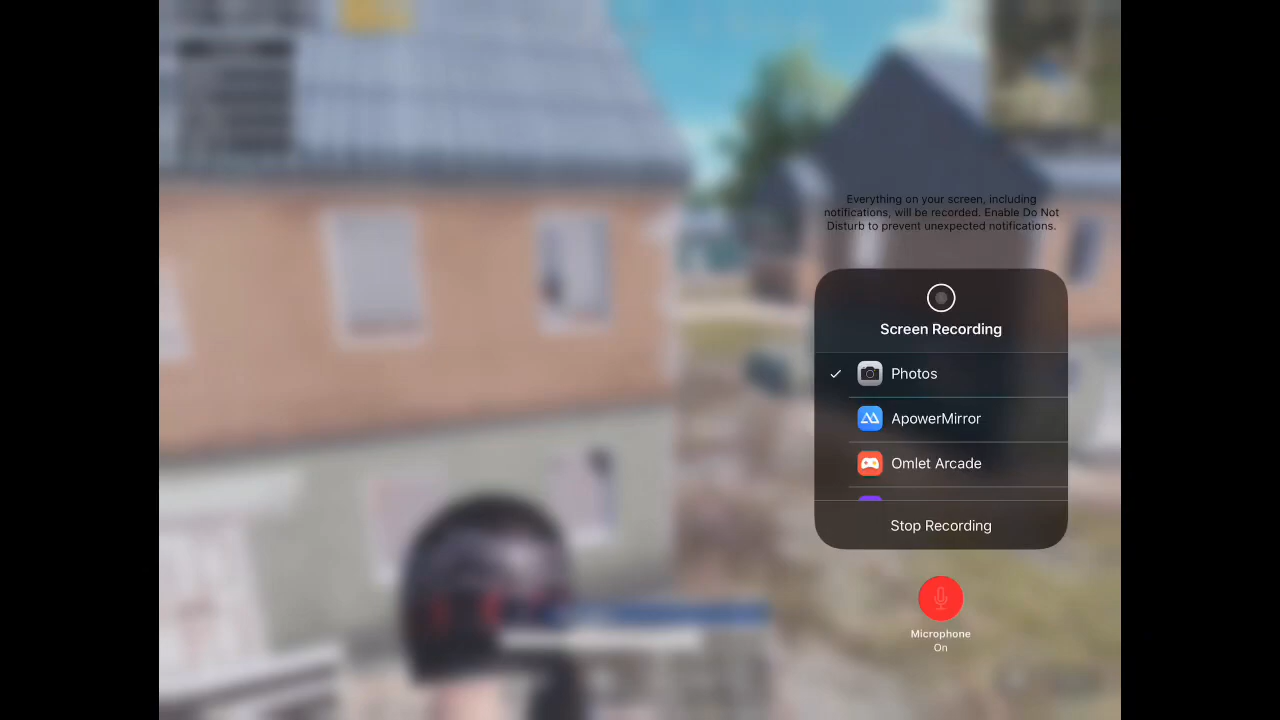 Everything on your screen, including
notifications, will be recorded. Enable Do Not
Disturb to prevent unexpected notifications.
Screen Recording
Photos
ApowerMirror
Omlet Arcade
Stop Recording
Microphone
On